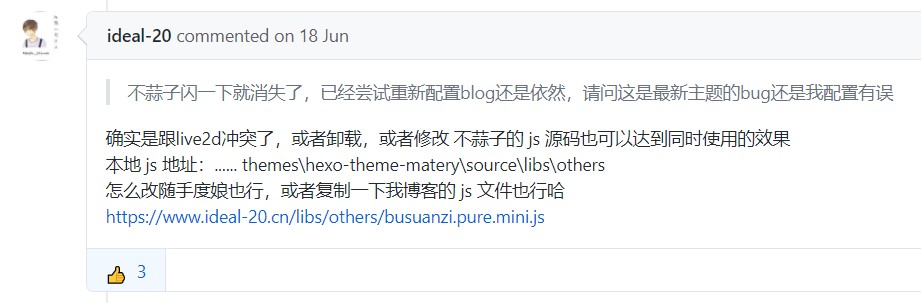 ideal-20 commented on 18 Jun
不蒜子闪一下就消失了，已经尝试重新配置blog还是依然，请问这是最新主题的bug还是我配置有误
确实是跟live2d冲突了，或者卸载，或者修改 不蒜子的 js 源码也可以达到同时使用的效果
本地 js 地址：...... themes\hexo-theme-matery\source\libs\others
怎么改随手度娘也行，或者复制一下我博客的 js 文件也行哈
https://www.ideal-20.cn/libs/others/busuanzi.pure.mini.js
👍 3